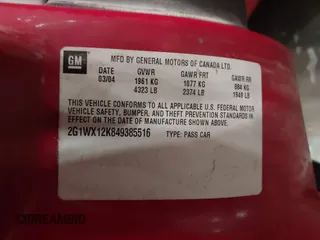 GM
MFD BY GENERAL MOTORS OF CANADA LTD.
DATE GVWR GAWR FRT GAWR RR
03/04 1961 KG 1077 KG 884 KG
4323 LB 2374 LB 1949 LB
THIS VEHICLE CONFORMS TO ALL APPLICABLE U.S. FEDERAL MOTOR
VEHICLE SAFETY, BUMPER, AND THEFT PREVENTION STANDARDS IN
EFFECT ON THE DATE OF MANUFACTURE SHOWN ABOVE.
2G1WX12K849385516 TYPE: PASS CAR